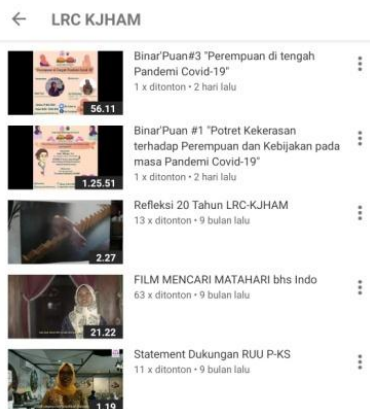 LRC KJHAM
Binar'Puan#3 "Perempuan di tengah
Pandemi Covid-19"
1 x ditonton • 2 hari lalu
56.11
Binar'Puan #1 "Potret Kekerasan
terhadap Perempuan dan Kebijakan pada
masa Pandemi Covid-19"
1 x ditonton • 2 hari lalu
1.25.51
Refleksi 20 Tahun LRC-KJHAM
13 x ditonton • 9 bulan lalu
2.27
FILM MENCARI MATAHARI bhs Indo
63 x ditonton • 9 bulan lalu
21.22
Statement Dukungan RUU P-KS
11 x ditonton • 9 bulan lalu
1.19